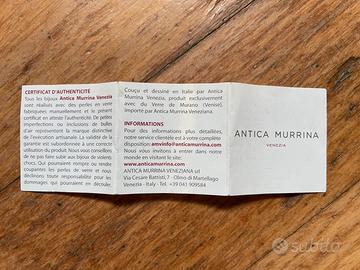 CERTIFICAT D'AUTHENTICITÉ
Tous les bijoux Antica Murrina Venezia
sont réalisés avec des perles en verre
fabriquées manuellement et le présent
certificat en atteste l'authenticité. De petites
imperfections ou inclusions de bulles
d'air représentent la marque distinctive
de l'exécution artisanale. La validité de la
garantie est subordonnée à une correcte
utilisation du produit. Nous vous conseillons
de ne pas faire subir aux bijoux de violents
chocs. Qui pourraient rompre ou rendre
coupantes les perles de verre et nous
déclinons toute responsabilité pour les
dommages qui pourraient en découler.
Couçu et dessiné en Italie par Antica
Murrina Venezia, produit exclusivement
avec du Verre de Murano (Venise),
importé par Antica Murrina Veneziana.
INFORMATIONS
Pour des informations plus détaillées,
notre service clientèle est à votre complète
disposition: amvinfo@anticamurrina.com
Nous vous invitons à entrer dans notre
monde en visitant le site:
www.anticamurrina.com
ANTICA MURRINA VENEZIANA srl
Via Cesare Battisti, 7 - Olmo di Martellago
Venezia - Italy - Tel. +39 041 909584
ANTICA MURRINA
VENEZIA
subito